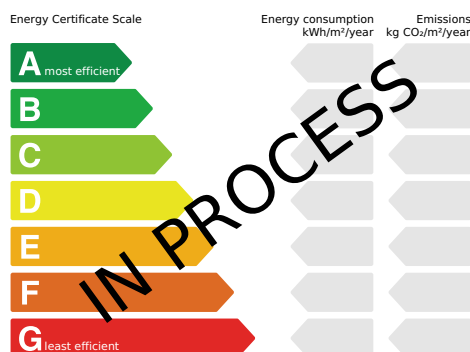 Energy Certificate Scale
Energy consumption
kWh/m²/year
Emissions
kg CO₂/m²/year
A most efficient
B
C
D
E
F
G least efficient
IN PROCESS